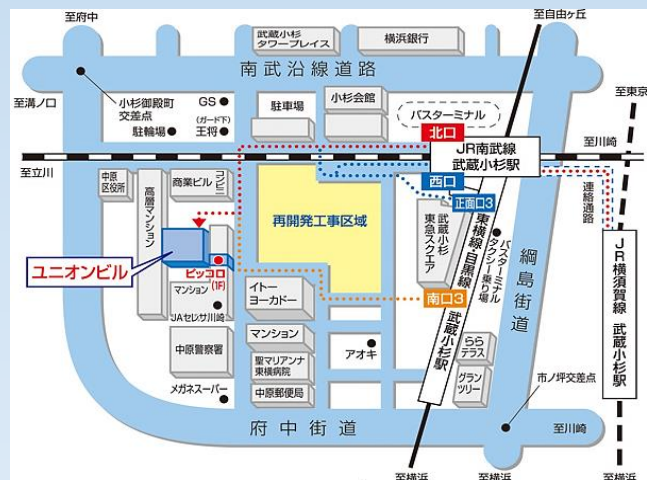 至府中
武蔵小杉
タワープレイス
横浜銀行
至自由ヶ丘
南武沿線道路
至溝ノ口
小杉御殿町
交差点
GS
(ガード下)
駐輪場
王将
駐車場
小杉会館
バスターミナル
至東京
北口
JR南武線
武蔵小杉駅
至川崎
至立川
中原
区役所
高層マンション
商業ビル
コンビニ
西口
正面口3
連絡通路
再開発工事区域
武蔵小杉
東急スクエア
東横線・目黒線
武蔵小杉駅
バスターミナル
タクシー乗り場
綱島街道
JR横須賀線 武蔵小杉駅
ユニオンビル
ピッコロ
(1F)
マンション
JAセレサ川崎
イトー
ヨーカドー
南口3
中原警察署
マンション
聖マリアンナ
東横病院
アオキ
ららテラス
グランツリー
メガネスーパー
中原郵便局
市ノ坪交差点
府中街道
至川崎
至横浜
至横浜
至横浜